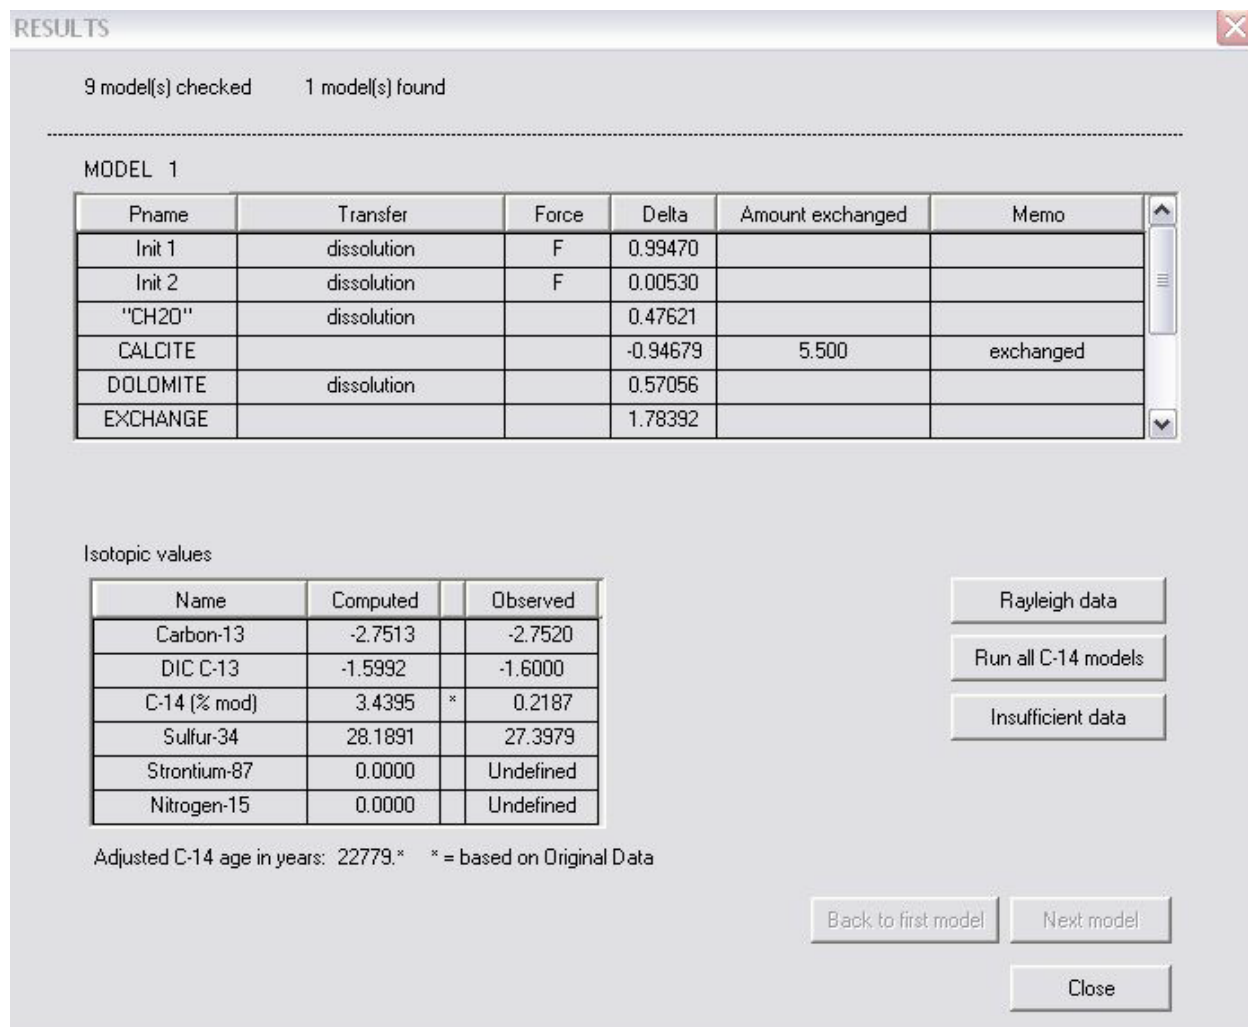 RESULTS
9 model(s) checked 1 model(s) found
MODEL 1
Pname Transfer Force Delta Amount exchanged Memo
Init 1 dissolution F 0.99470
Init 2 dissolution F 0.00530
"CH2O" dissolution 0.47621
CALCITE -0.94679 5.500 exchanged
DOLOMITE dissolution 0.57056
EXCHANGE 1.78392
Isotopic values
Name Computed Observed
Carbon-13 -2.7513 -2.7520
DIC C-13 -1.5992 -1.6000
C-14 (% mod) 3.4395 * 0.2187
Sulfur-34 28.1891 27.3979
Strontium-87 0.0000 Undefined
Nitrogen-15 0.0000 Undefined
Rayleigh data
Run all C-14 models
Insufficient data
Adjusted C-14 age in years: 22779.* * = based on Original Data
Back to first model Next model
Close